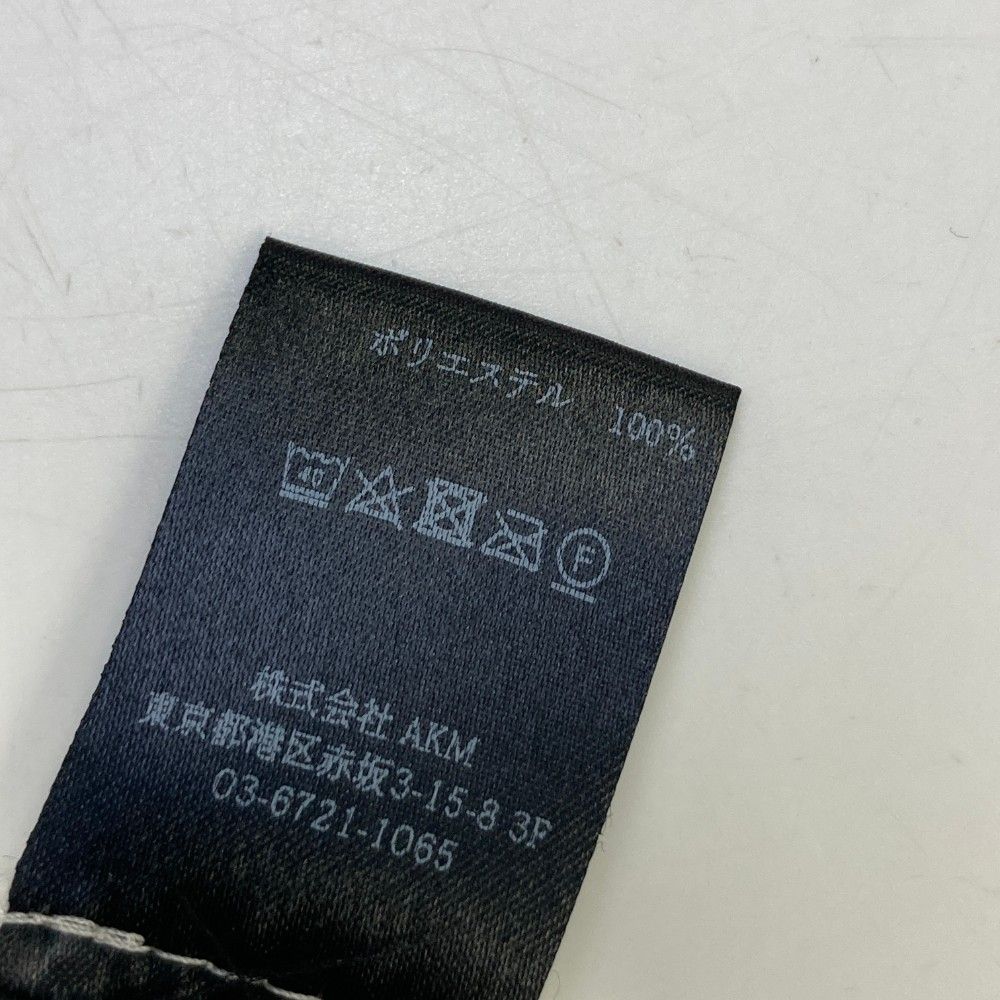 ポリエステル 100%
40
F
株式会社 AKM
東京都港区赤坂3-15-8 3F
03-6721-1065